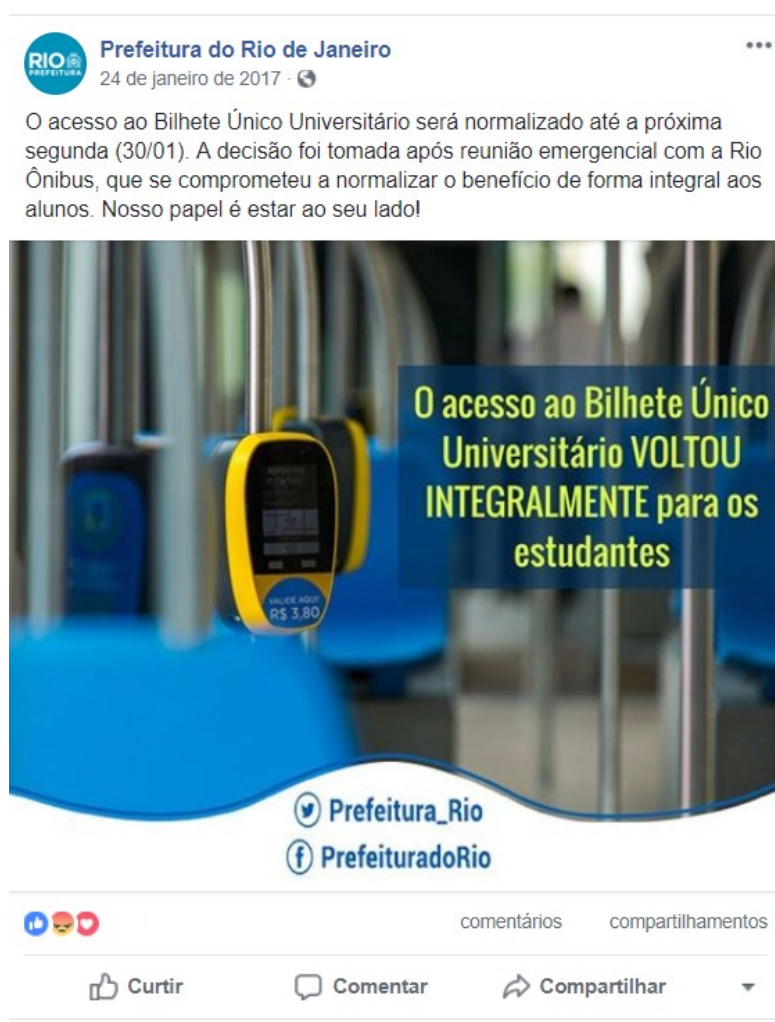 RIO
PREFEITURA
Prefeitura do Rio de Janeiro
24 de janeiro de 2017 ·
O acesso ao Bilhete Único Universitário será normalizado até a próxima
segunda (30/01). A decisão foi tomada após reunião emergencial com a Rio
Ônibus, que se comprometeu a normalizar o benefício de forma integral aos
alunos. Nosso papel é estar ao seu lado!
O acesso ao Bilhete Único
Universitário VOLTOU
INTEGRALMENTE para os
estudantes
VALIDE AQUI
R$ 3,80
Prefeitura_Rio
PrefeituradoRio
comentários compartilhamentos
Curtir Comentar Compartilhar